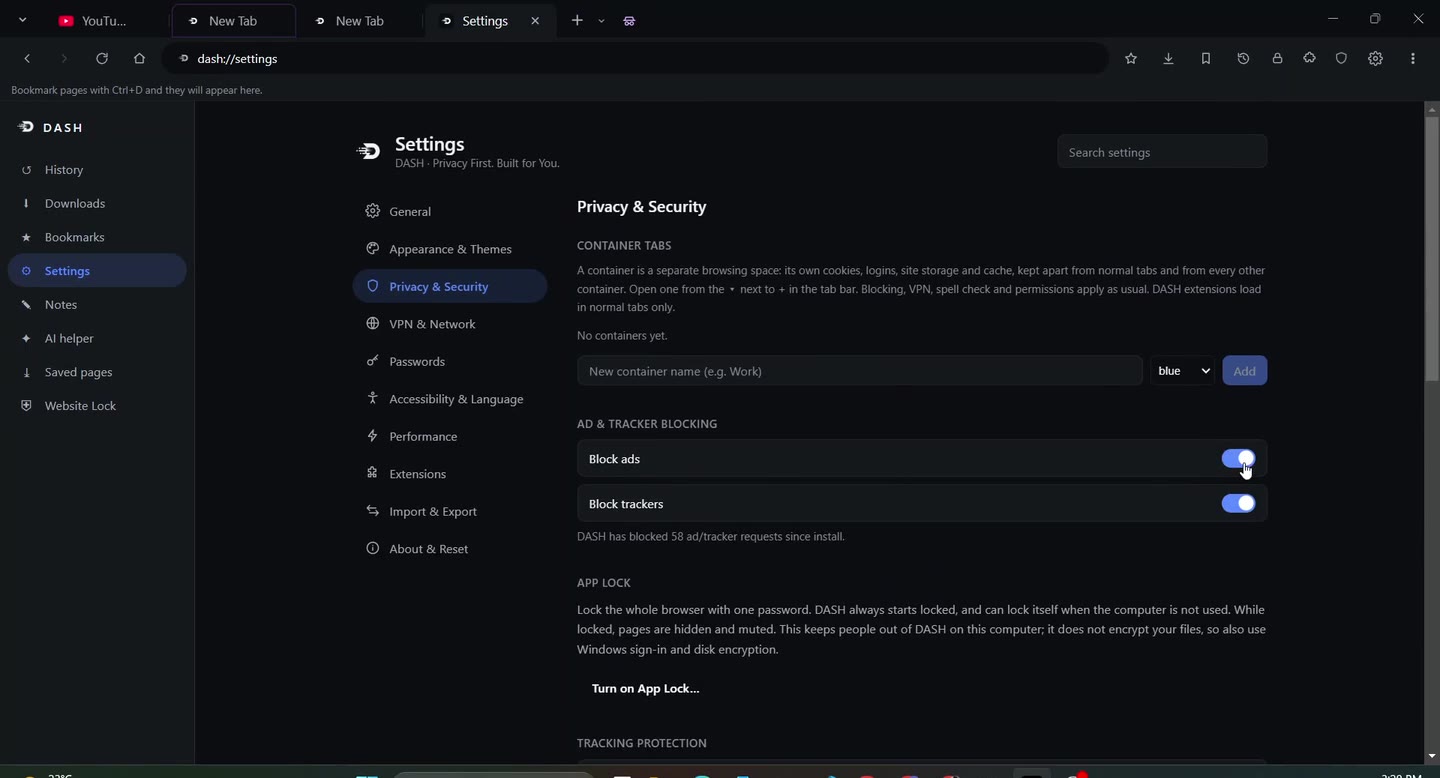 YouTu...
New Tab
New Tab
Settings
dash://settings
Bookmark pages with Ctrl+D and they will appear here.
DASH
History
Downloads
Bookmarks
Settings
Notes
AI helper
Saved pages
Website Lock
Settings
DASH · Privacy First. Built for You.
Search settings
General
Appearance & Themes
Privacy & Security
VPN & Network
Passwords
Accessibility & Language
Performance
Extensions
Import & Export
About & Reset
Privacy & Security
CONTAINER TABS
A container is a separate browsing space: its own cookies, logins, site storage and cache, kept apart from normal tabs and from every other
container. Open one from the ▾ next to + in the tab bar. Blocking, VPN, spell check and permissions apply as usual. DASH extensions load
in normal tabs only.
No containers yet.
New container name (e.g. Work)
blue
Add
AD & TRACKER BLOCKING
Block ads
Block trackers
DASH has blocked 58 ad/tracker requests since install.
APP LOCK
Lock the whole browser with one password. DASH always starts locked, and can lock itself when the computer is not used. While
locked, pages are hidden and muted. This keeps people out of DASH on this computer; it does not encrypt your files, so also use
Windows sign-in and disk encryption.
Turn on App Lock...
TRACKING PROTECTION